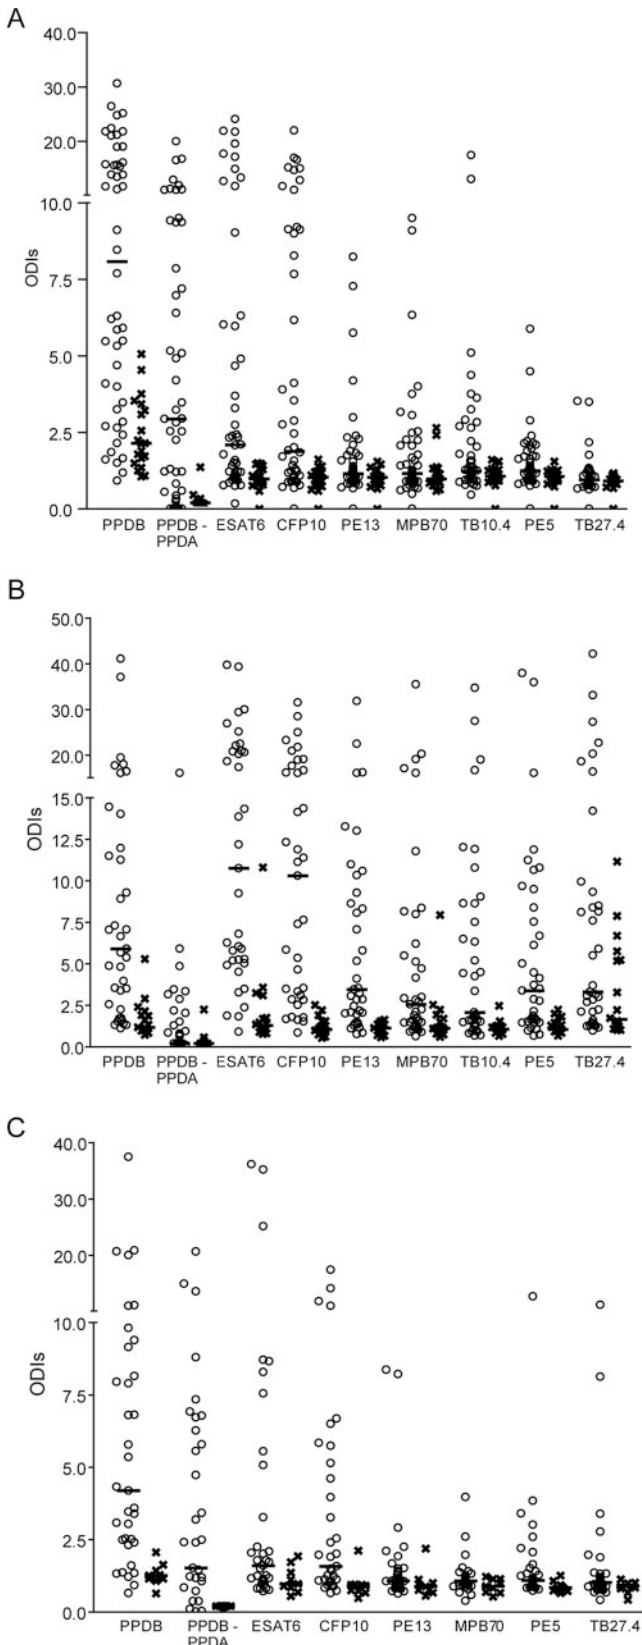 A
40.0
30.0
20.0
10.0
7.5
5.0
2.5
0.0
ODIs
PPDB PPDB - ESAT6 CFP10 PE13 MPB70 TB10.4 PE5 TB27.4
PPDA
B
50.0
40.0
30.0
20.0
15.0
10.0
7.5
5.0
2.5
0.0
ODIs
PPDB PPDB - ESAT6 CFP10 PE13 MPB70 TB10.4 PE5 TB27.4
PPDA
C
40.0
30.0
20.0
10.0
7.5
5.0
2.5
0.0
ODIs
PPDB PPDB - ESAT6 CFP10 PE13 MPB70 PE5 TB27.4
PPDA